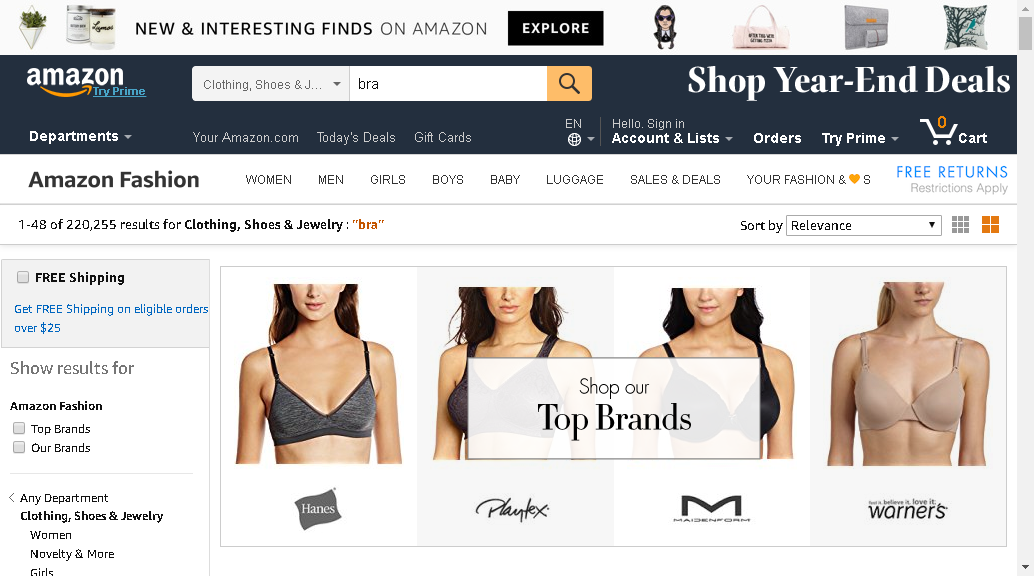 NEW & INTERESTING FINDS ON AMAZON EXPLORE
amazon
Try Prime
Clothing, Shoes & J... bra
Shop Year-End Deals
Departments
Your Amazon.com Today's Deals Gift Cards
EN
Hello. Sign in
Account & Lists
Orders
Try Prime
0
Cart
Amazon Fashion
WOMEN MEN GIRLS BOYS BABY LUGGAGE SALES & DEALS YOUR FASHION & S
FREE RETURNS
Restrictions Apply
1-48 of 220,255 results for Clothing, Shoes & Jewelry : "bra"
Sort by Relevance
FREE Shipping
Get FREE Shipping on eligible orders
over $25
Show results for
Amazon Fashion
Top Brands
Our Brands
Any Department
Clothing, Shoes & Jewelry
Women
Novelty & More
Girls
Shop our
Top Brands
Hanes
Playtex
MAIDENFORM
feel it. believe it. love it.
warner's